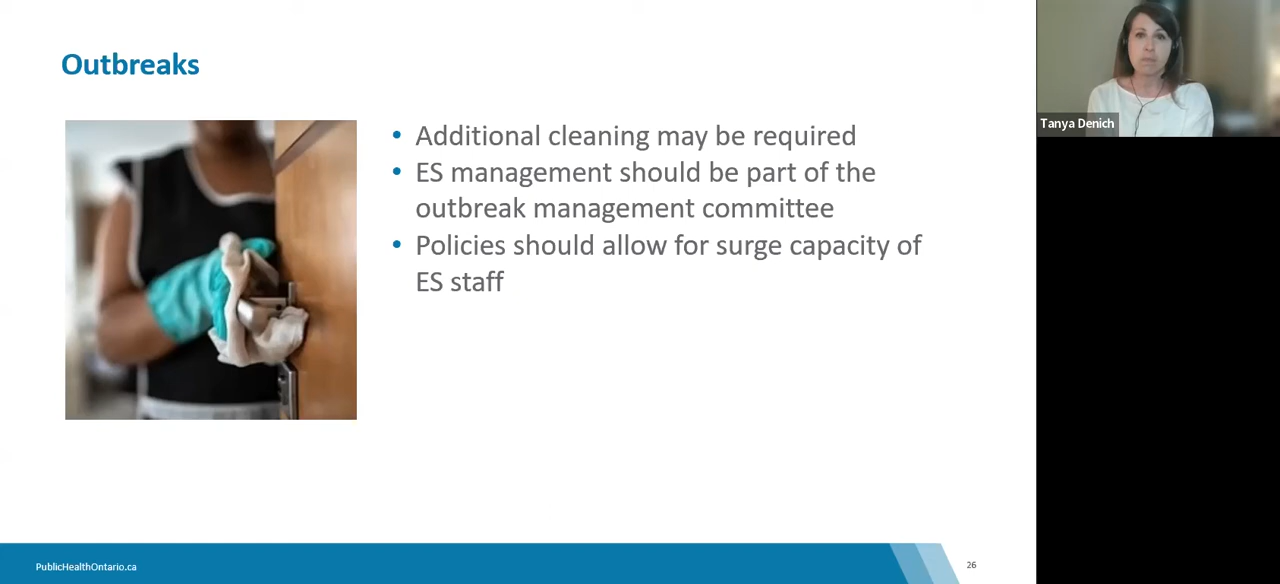 Outbreaks
• Additional cleaning may be required
• ES management should be part of the
outbreak management committee
• Policies should allow for surge capacity of
ES staff
Tanya Denich
PublicHealthOntario.ca
26